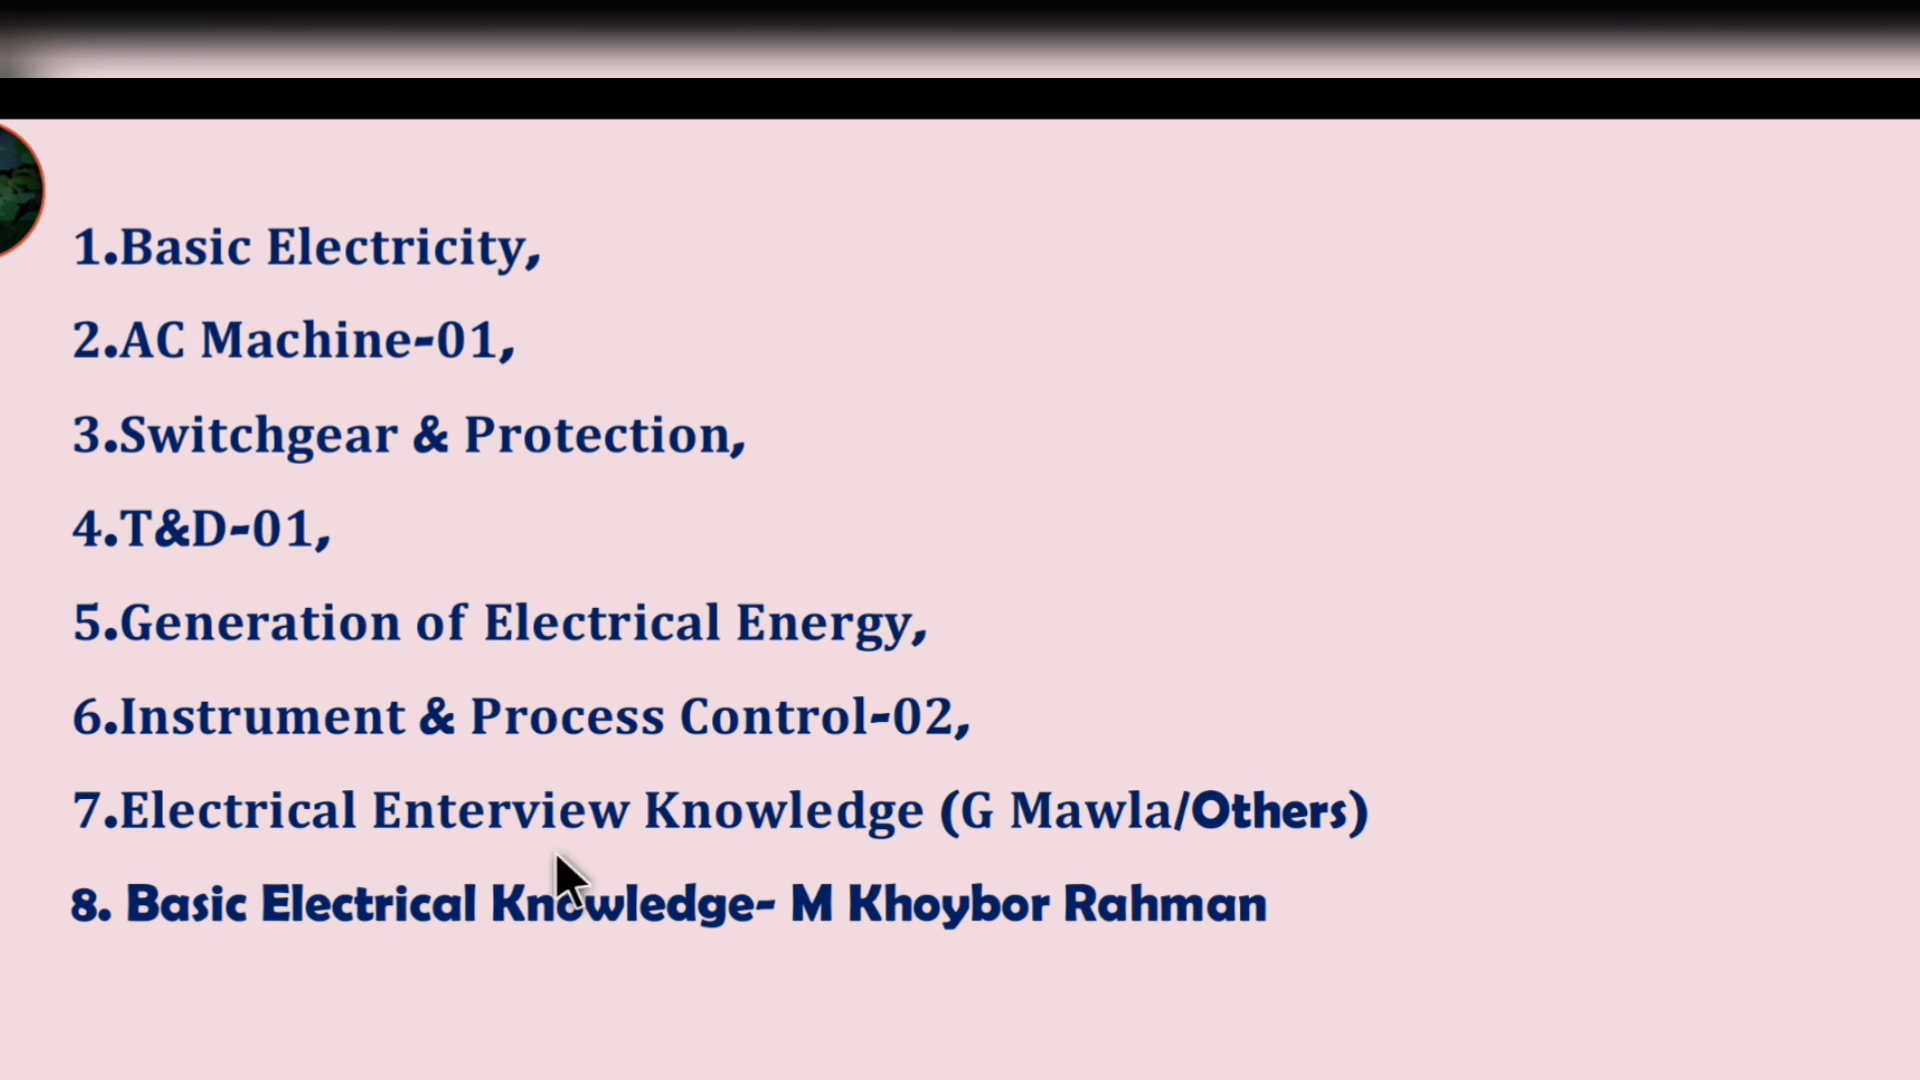 1.Basic Electricity,
2.AC Machine-01,
3.Switchgear & Protection,
4.T&D-01,
5.Generation of Electrical Energy,
6.Instrument & Process Control-02,
7.Electrical Enterview Knowledge (G Mawla/Others)
8. Basic Electrical Knowledge- M Khoybor Rahman